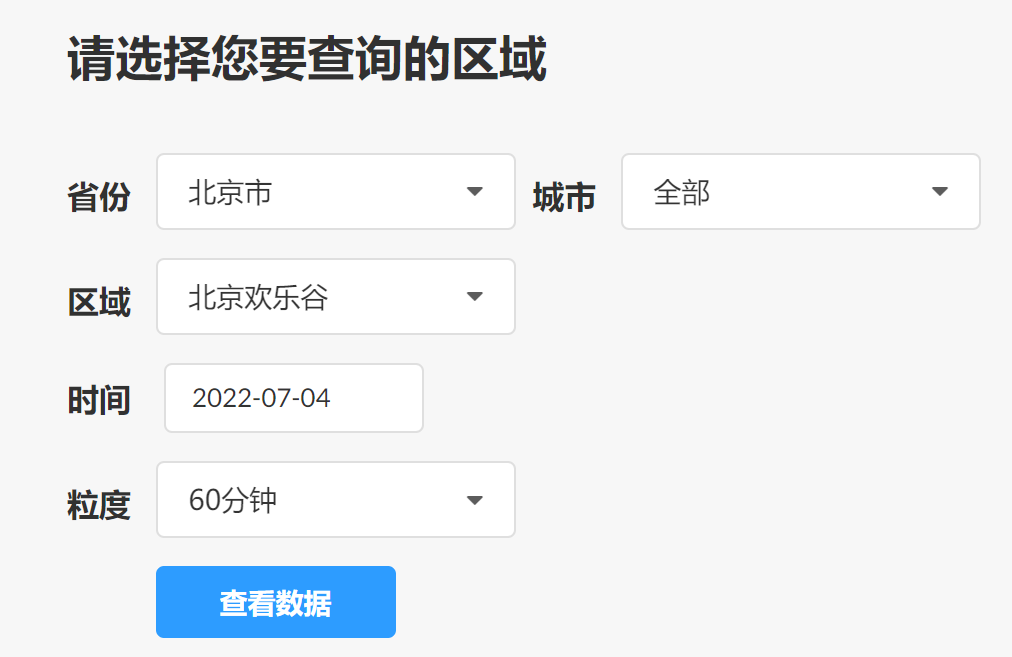 请选择您要查询的区域
省份 北京市 城市 全部
区域 北京欢乐谷
时间 2022-07-04
粒度 60分钟
查看数据